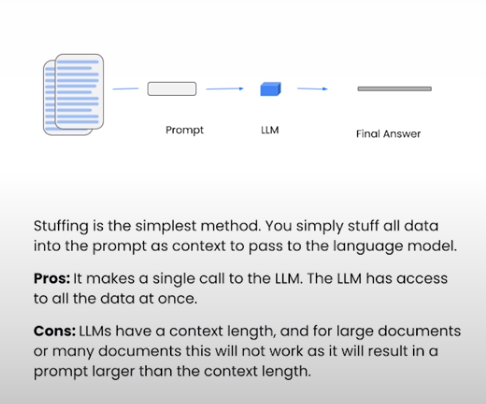 Prompt
LLM
Final Answer
Stuffing is the simplest method. You simply stuff all data
into the prompt as context to pass to the language model.
Pros: It makes a single call to the LLM. The LLM has access
to all the data at once.
Cons: LLMs have a context length, and for large documents
or many documents this will not work as it will result in a
prompt larger than the context length.